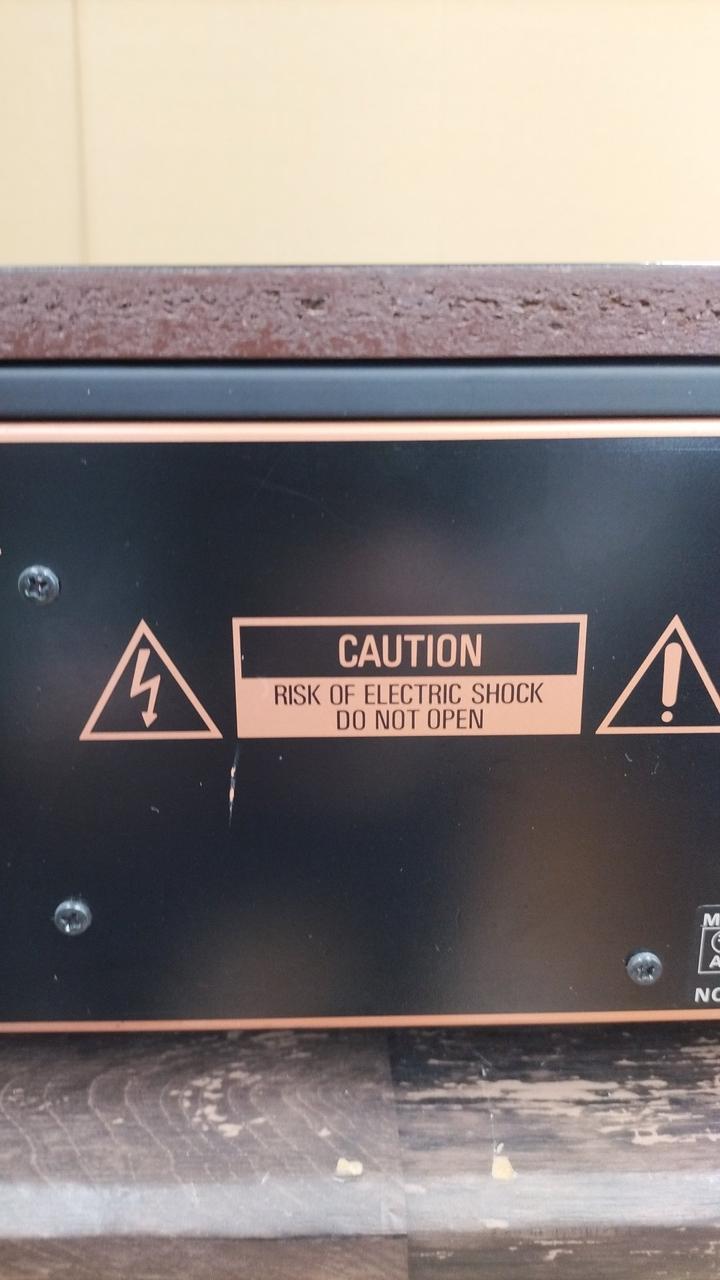 CAUTION
RISK OF ELECTRIC SHOCK
DO NOT OPEN